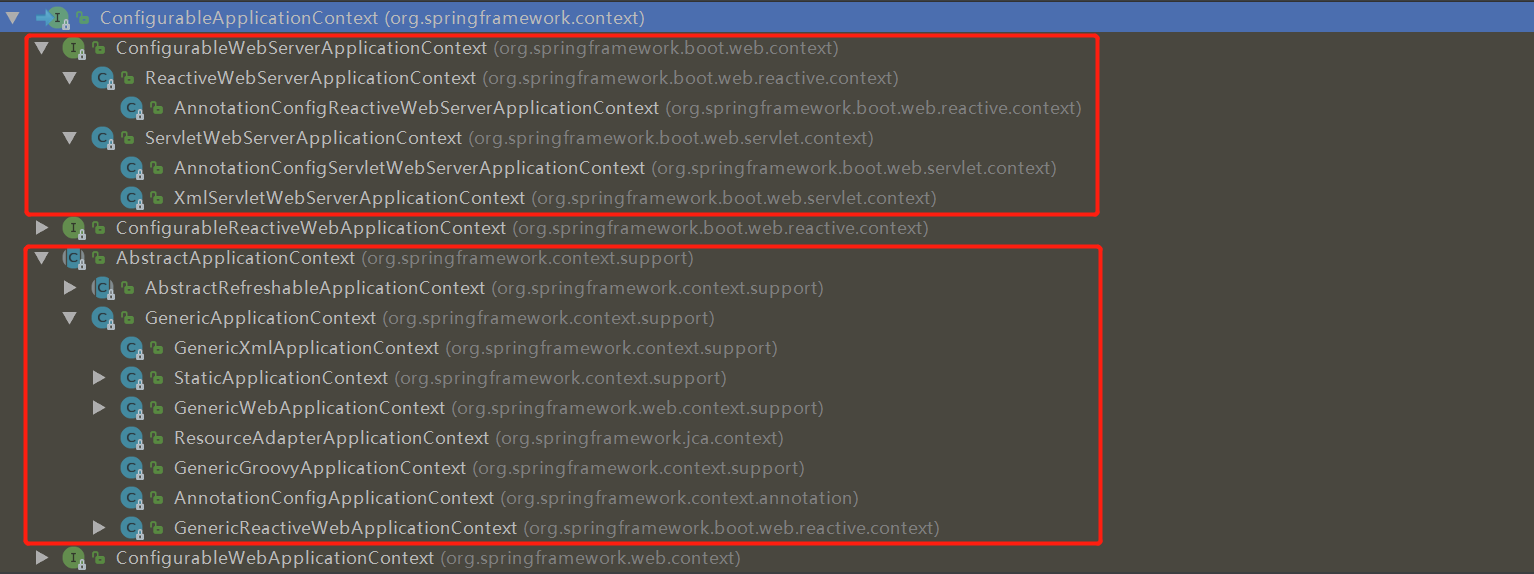 ConfigurableApplicationContext (org.springframework.context)
ConfigurableWebServerApplicationContext (org.springframework.boot.web.context)
ReactiveWebServerApplicationContext (org.springframework.boot.web.reactive.context)
AnnotationConfigReactiveWebServerApplicationContext (org.springframework.boot.web.reactive.context)
ServletWebServerApplicationContext (org.springframework.boot.web.servlet.context)
AnnotationConfigServletWebServerApplicationContext (org.springframework.boot.web.servlet.context)
XmlServletWebServerApplicationContext (org.springframework.boot.web.servlet.context)
ConfigurableReactiveWebApplicationContext (org.springframework.boot.web.reactive.context)
AbstractApplicationContext (org.springframework.context.support)
AbstractRefreshableApplicationContext (org.springframework.context.support)
GenericApplicationContext (org.springframework.context.support)
GenericXmlApplicationContext (org.springframework.context.support)
StaticApplicationContext (org.springframework.context.support)
GenericWebApplicationContext (org.springframework.web.context.support)
ResourceAdapterApplicationContext (org.springframework.jca.context)
GenericGroovyApplicationContext (org.springframework.context.support)
AnnotationConfigApplicationContext (org.springframework.context.annotation)
GenericReactiveWebApplicationContext (org.springframework.boot.web.reactive.context)
ConfigurableWebApplicationContext (org.springframework.web.context)